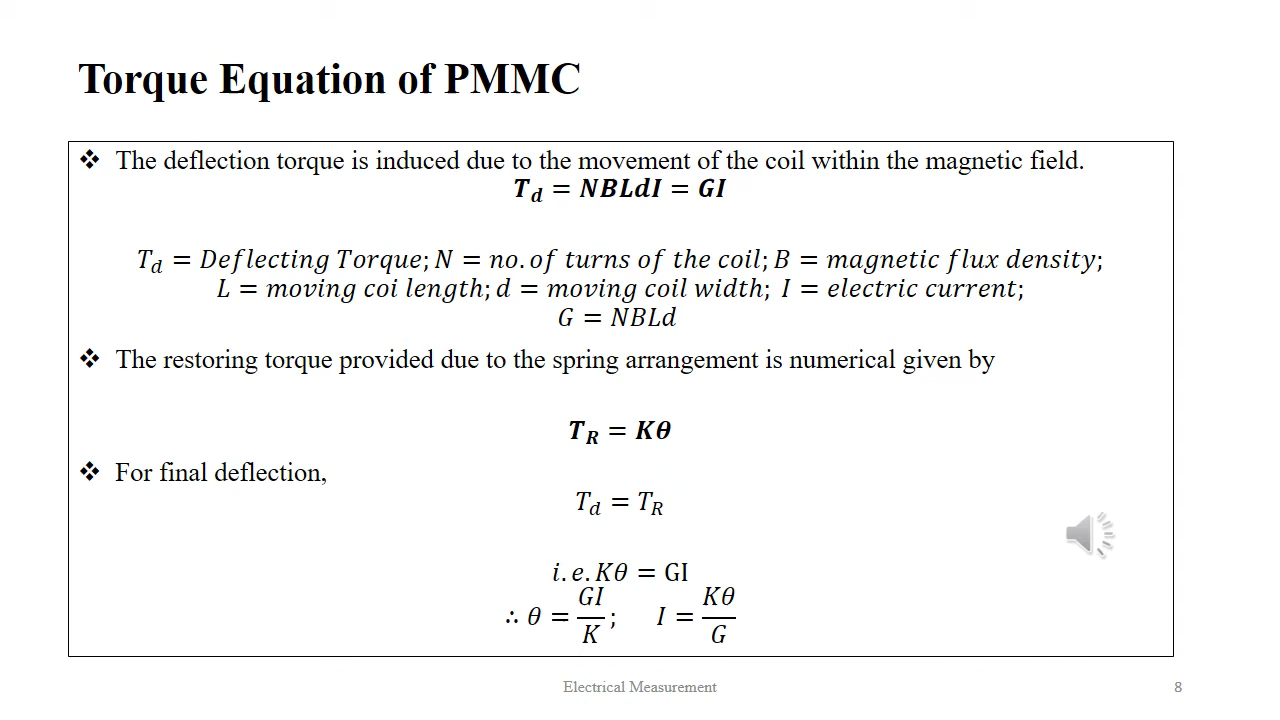 Torque Equation of PMMC
❖ The deflection torque is induced due to the movement of the coil within the magnetic field.
T_d = NBLdI = GI
T_d = Deflecting Torque; N = no. of turns of the coil; B = magnetic flux density;
L = moving coi length; d = moving coil width; I = electric current;
G = NBLd
❖ The restoring torque provided due to the spring arrangement is numerical given by
T_R = Kθ
❖ For final deflection,
T_d = T_R
i.e. Kθ = GI
∴ θ = GI/K; I = Kθ/G
Electrical Measurement
8